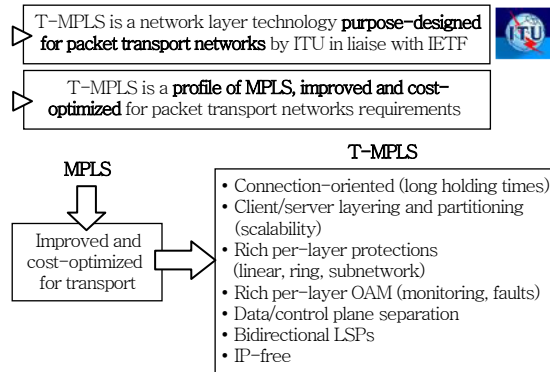 T-MPLS is a network layer technology purpose-designed
for packet transport networks by ITU in liaise with IETF
ITU
T-MPLS is a profile of MPLS, improved and cost-
optimized for packet transport networks requirements
T-MPLS
MPLS
Improved and
cost-optimized
for transport
• Connection-oriented (long holding times)
• Client/server layering and partitioning
(scalability)
• Rich per-layer protections
(linear, ring, subnetwork)
• Rich per-layer OAM (monitoring, faults)
• Data/control plane separation
• Bidirectional LSPs
• IP-free